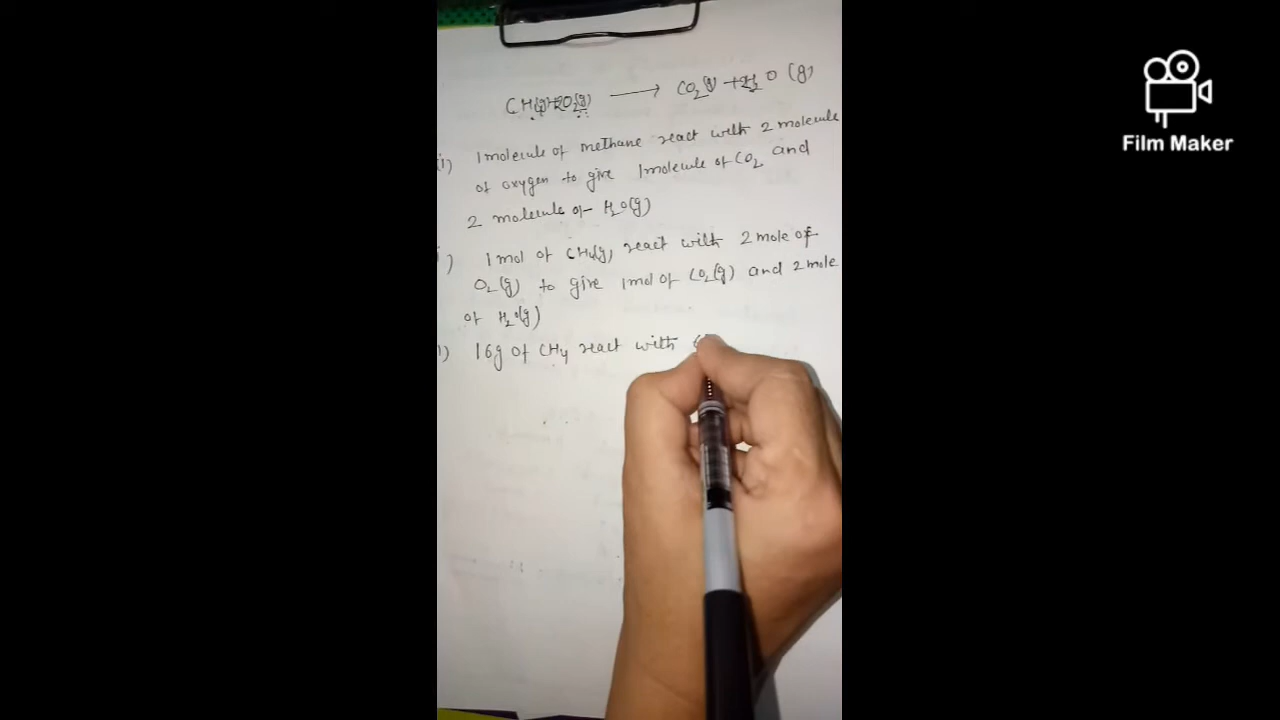 CH4(g)+2O2(g) ⟶ CO2(g) + 2H2O (g)
(i) 1 molecule of methane react with 2 molecule
of oxygen to give 1 molecule of CO2 and
2 molecule of H2O(g)
) 1 mol of CH4(g) react with 2 mole of
O2(g) to give 1 mol of CO2(g) and 2 mole
of H2O(g)
) 16g of CH4 react with
Film Maker